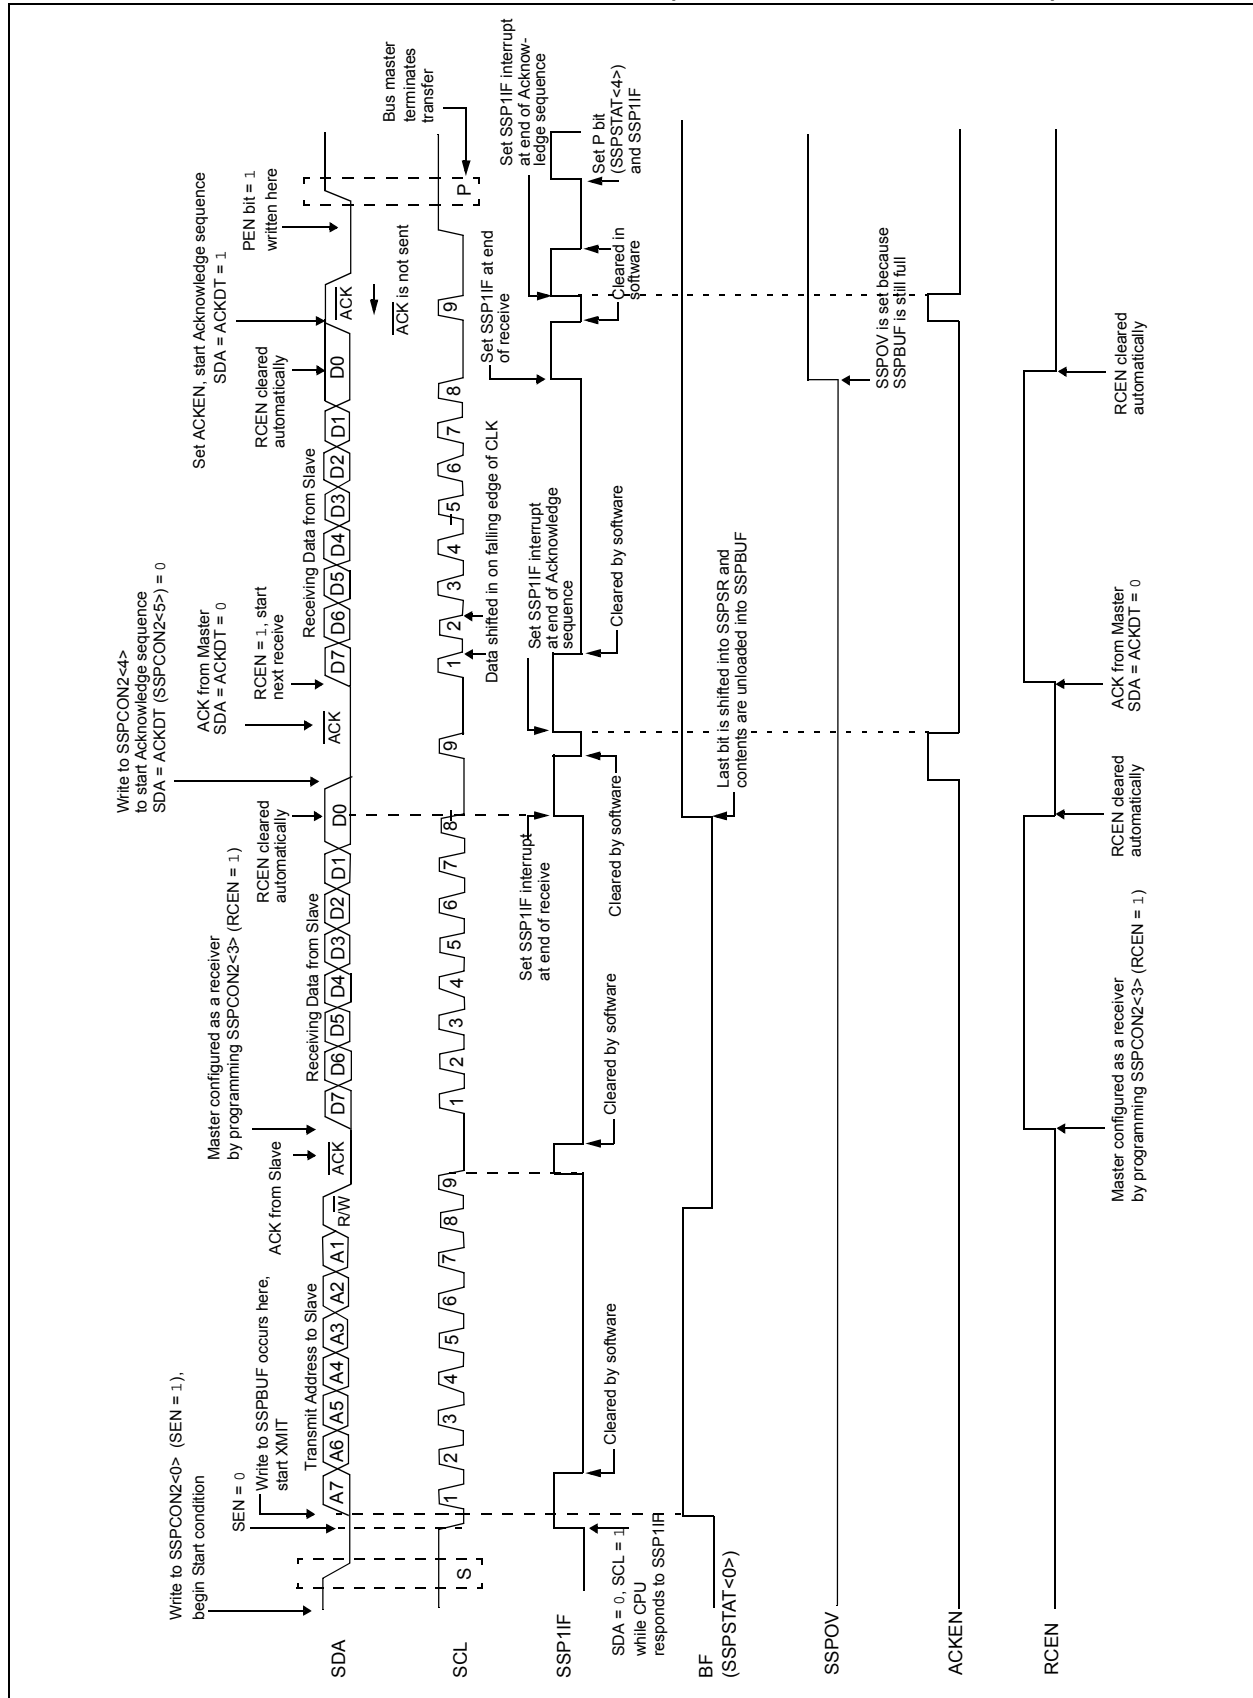 Write to SSPCON2<0> (SEN = 1),
begin Start condition
SEN = 0
Write to SSPBUF occurs here,
start XMIT
Transmit Address to Slave
ACK from Slave
Master configured as a receiver
by programming SSPCON2<3> (RCEN = 1)
Receiving Data from Slave
RCEN cleared
automatically
Write to SSPCON2<4>
to start Acknowledge sequence
SDA = ACKDT (SSPCON2<5>) = 0
ACK from Master
SDA = ACKDT = 0
RCEN = 1, start
next receive
Receiving Data from Slave
RCEN cleared
automatically
Set ACKEN, start Acknowledge sequence
SDA = ACKDT = 1
PEN bit = 1
written here
SDA
A7 A6 A5 A4 A3 A2 A1 R/W ACK D7 D6 D5 D4 D3 D2 D1 D0 ACK D7 D6 D5 D4 D3 D2 D1 D0 ACK
ACK is not sent
Bus master
terminates
transfer
SCL
S 1 2 3 4 5 6 7 8 9 1 2 3 4 5 6 7 8 9 1 2 3 4 5 6 7 8 9 P
Data shifted in on falling edge of CLK
Set SSP1IF interrupt
at end of receive
Set SSP1IF interrupt
at end of Acknowledge
sequence
Set SSP1IF at end
of receive
Set SSP1IF interrupt
at end of Acknow-
ledge sequence
SSP1IF
SDA = 0, SCL = 1
while CPU
responds to SSP1IF
Cleared by software
Cleared by software
Cleared by software
Cleared by software
Cleared in
software
Set P bit
(SSPSTAT<4>)
and SSP1IF
BF
(SSPSTAT<0>)
Last bit is shifted into SSPSR and
contents are unloaded into SSPBUF
SSPOV
SSPOV is set because
SSPBUF is still full
ACKEN
RCEN
Master configured as a receiver
by programming SSPCON2<3> (RCEN = 1)
RCEN cleared
automatically
ACK from Master
SDA = ACKDT = 0
RCEN cleared
automatically